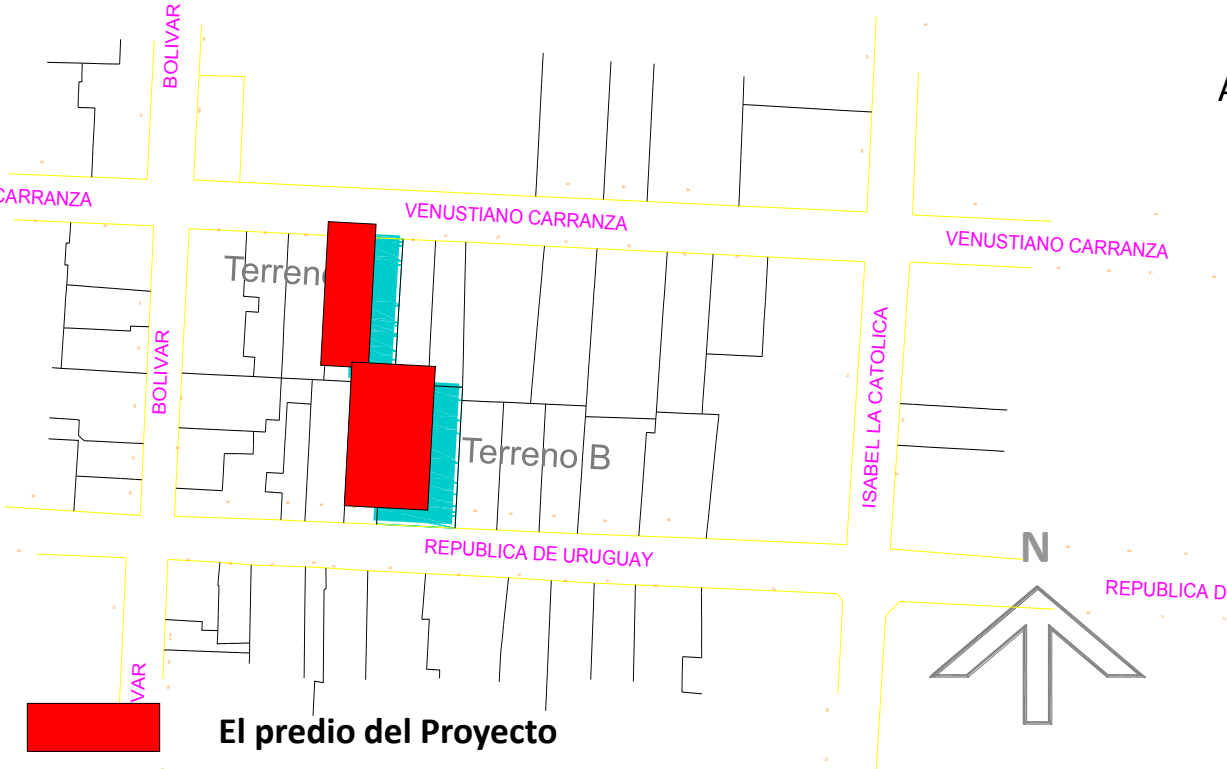 BOLIVAR
A
CARRANZA
VENUSTIANO CARRANZA
VENUSTIANO CARRANZA
Terreno
BOLIVAR
ISABEL LA CATOLICA
Terreno B
REPUBLICA DE URUGUAY
N
REPUBLICA D
VAR
El predio del Proyecto